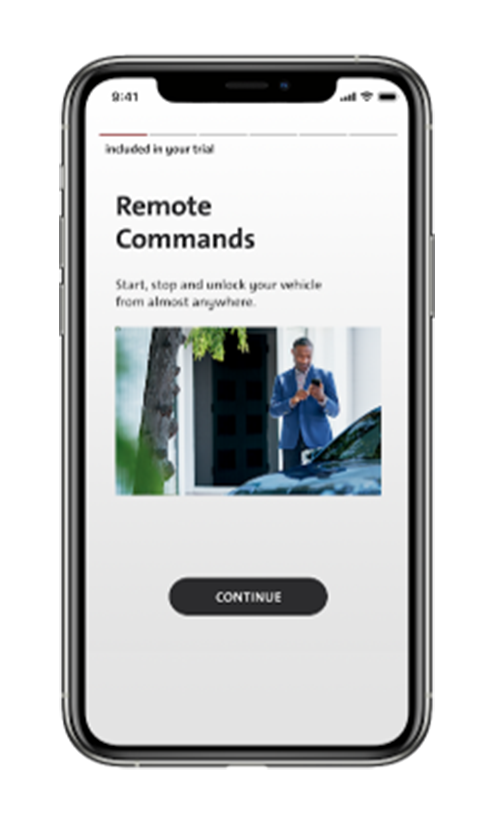 9:41
included in your trial
Remote
Commands
Start, stop and unlock your vehicle
from almost anywhere.
CONTINUE